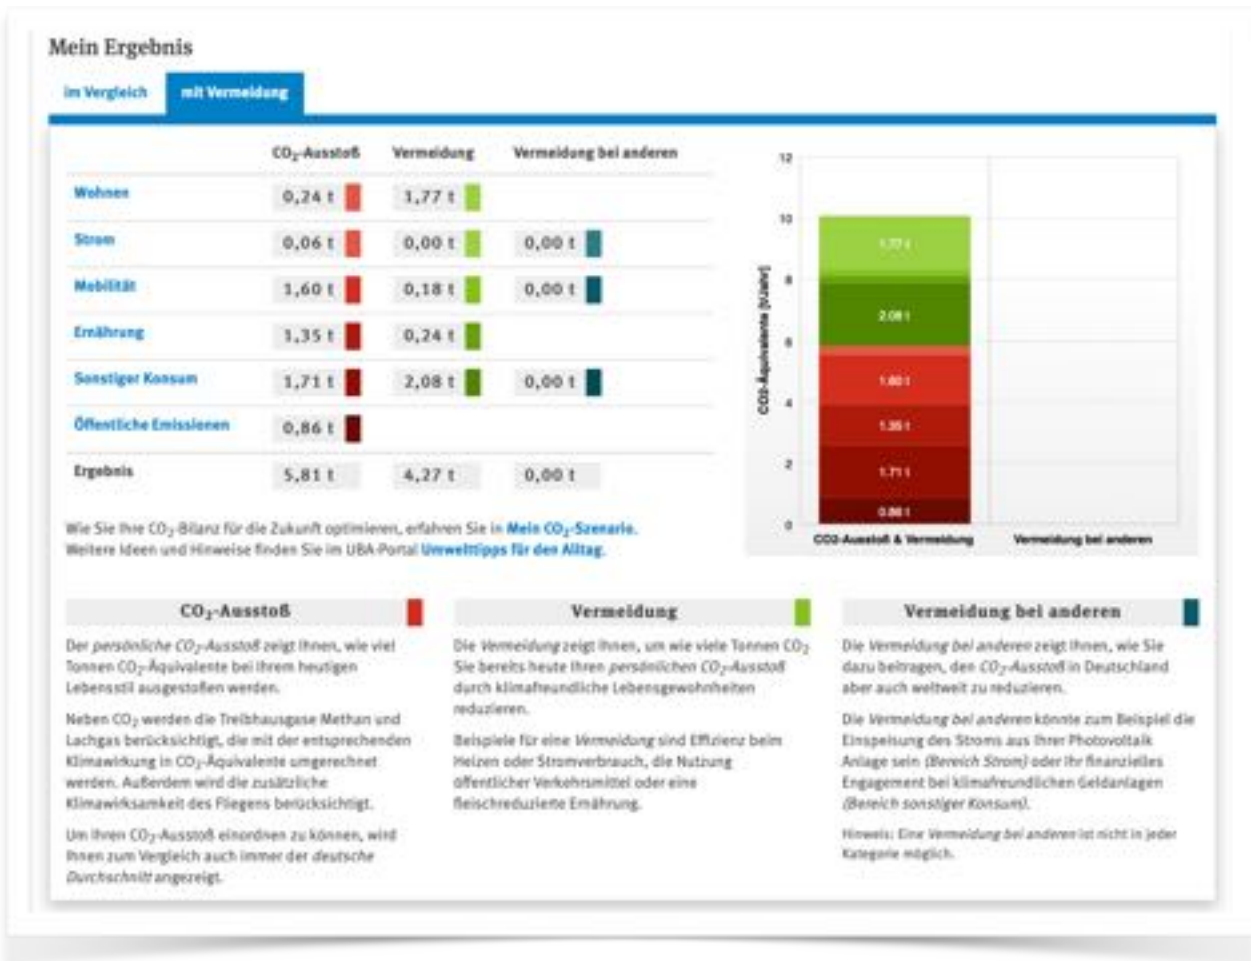 Mein Ergebnis
im Vergleich mit Vermeidung
CO₂-Ausstoß Vermeidung Vermeidung bei anderen
Wohnen 0,24 t 1,77 t
Strom 0,06 t 0,00 t 0,00 t
Mobilität 1,60 t 0,18 t 0,00 t
Ernährung 1,35 t 0,24 t
Sonstiger Konsum 1,71 t 2,08 t 0,00 t
Öffentliche Emissionen 0,86 t
Ergebnis 5,81 t 4,27 t 0,00 t
Wie Sie Ihre CO₂-Bilanz für die Zukunft optimieren, erfahren Sie in Mein CO₂-Szenario.
Weitere Ideen und Hinweise finden Sie im UBA-Portal Umwelttipps für den Alltag.
CO2-Äquivalente [t/Jahr]
12
10
8
6
4
2
0
1.77 t
2.08 t
1.60 t
1.35 t
1.71 t
0.86 t
CO2-Ausstoß & Vermeidung Vermeidung bei anderen
CO₂-Ausstoß
Der persönliche CO₂-Ausstoß zeigt Ihnen, wie viel
Tonnen CO₂-Äquivalente bei Ihrem heutigen
Lebensstil ausgestoßen werden.
Neben CO₂ werden die Treibhausgase Methan und
Lachgas berücksichtigt, die mit der entsprechenden
Klimawirkung in CO₂-Äquivalente umgerechnet
werden. Außerdem wird die zusätzliche
Klimawirksamkeit des Fliegens berücksichtigt.
Um Ihren CO₂-Ausstoß einordnen zu können, wird
Ihnen zum Vergleich auch immer der deutsche
Durchschnitt angezeigt.
Vermeidung
Die Vermeidung zeigt Ihnen, um wie viele Tonnen CO₂
Sie bereits heute Ihren persönlichen CO₂-Ausstoß
durch klimafreundliche Lebensgewohnheiten
reduzieren.
Beispiele für eine Vermeidung sind Effizienz beim
Heizen oder Stromverbrauch, die Nutzung
öffentlicher Verkehrsmittel oder eine
fleischreduzierte Ernährung.
Vermeidung bei anderen
Die Vermeidung bei anderen zeigt Ihnen, wie Sie
dazu beitragen, den CO₂-Ausstoß in Deutschland
aber auch weltweit zu reduzieren.
Die Vermeidung bei anderen könnte zum Beispiel die
Einspeisung des Stroms aus Ihrer Photovoltaik
Anlage sein (Bereich Strom) oder Ihr finanzielles
Engagement bei klimafreundlichen Geldanlagen
(Bereich sonstiger Konsum).
Hinweis: Eine Vermeidung bei anderen ist nicht in jeder
Kategorie möglich.